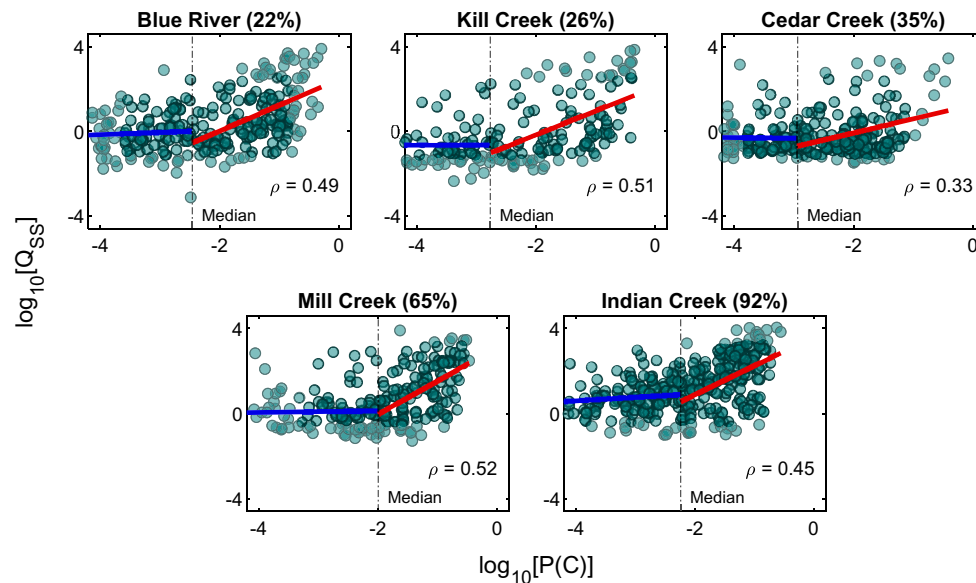 Blue River (22%)
Kill Creek (26%)
Cedar Creek (35%)
4
0
-4
ρ = 0.49
Median
-4
-2
0
4
0
-4
ρ = 0.51
Median
-4
-2
0
4
0
-4
ρ = 0.33
Median
-4
-2
0
log10[QSS]
Mill Creek (65%)
Indian Creek (92%)
4
0
-4
ρ = 0.52
Median
-4
-2
0
4
0
-4
ρ = 0.45
Median
-4
-2
0
log10[P(C)]